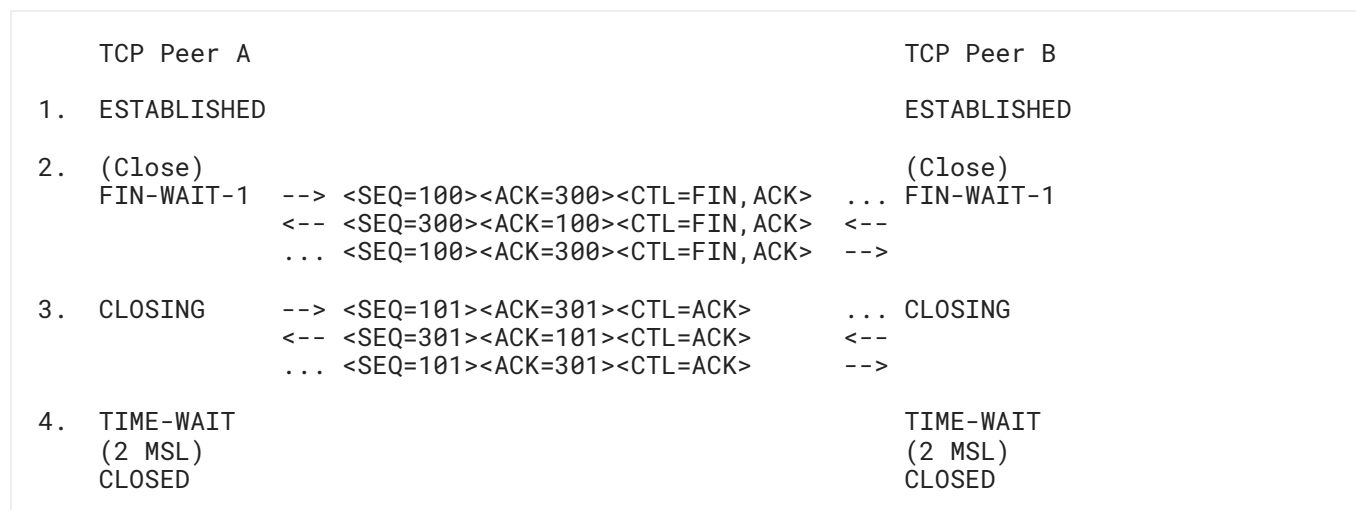 TCP Peer A                                           TCP Peer B
1.  ESTABLISHED                                          ESTABLISHED
2.  (Close)                                              (Close)
FIN-WAIT-1  --> <SEQ=100><ACK=300><CTL=FIN,ACK>  ... FIN-WAIT-1
<-- <SEQ=300><ACK=100><CTL=FIN,ACK>  <--
... <SEQ=100><ACK=300><CTL=FIN,ACK>  -->
3.  CLOSING     --> <SEQ=101><ACK=301><CTL=ACK>      ... CLOSING
<-- <SEQ=301><ACK=101><CTL=ACK>      <--
... <SEQ=101><ACK=301><CTL=ACK>      -->
4.  TIME-WAIT                                            TIME-WAIT
(2 MSL)                                              (2 MSL)
CLOSED                                               CLOSED